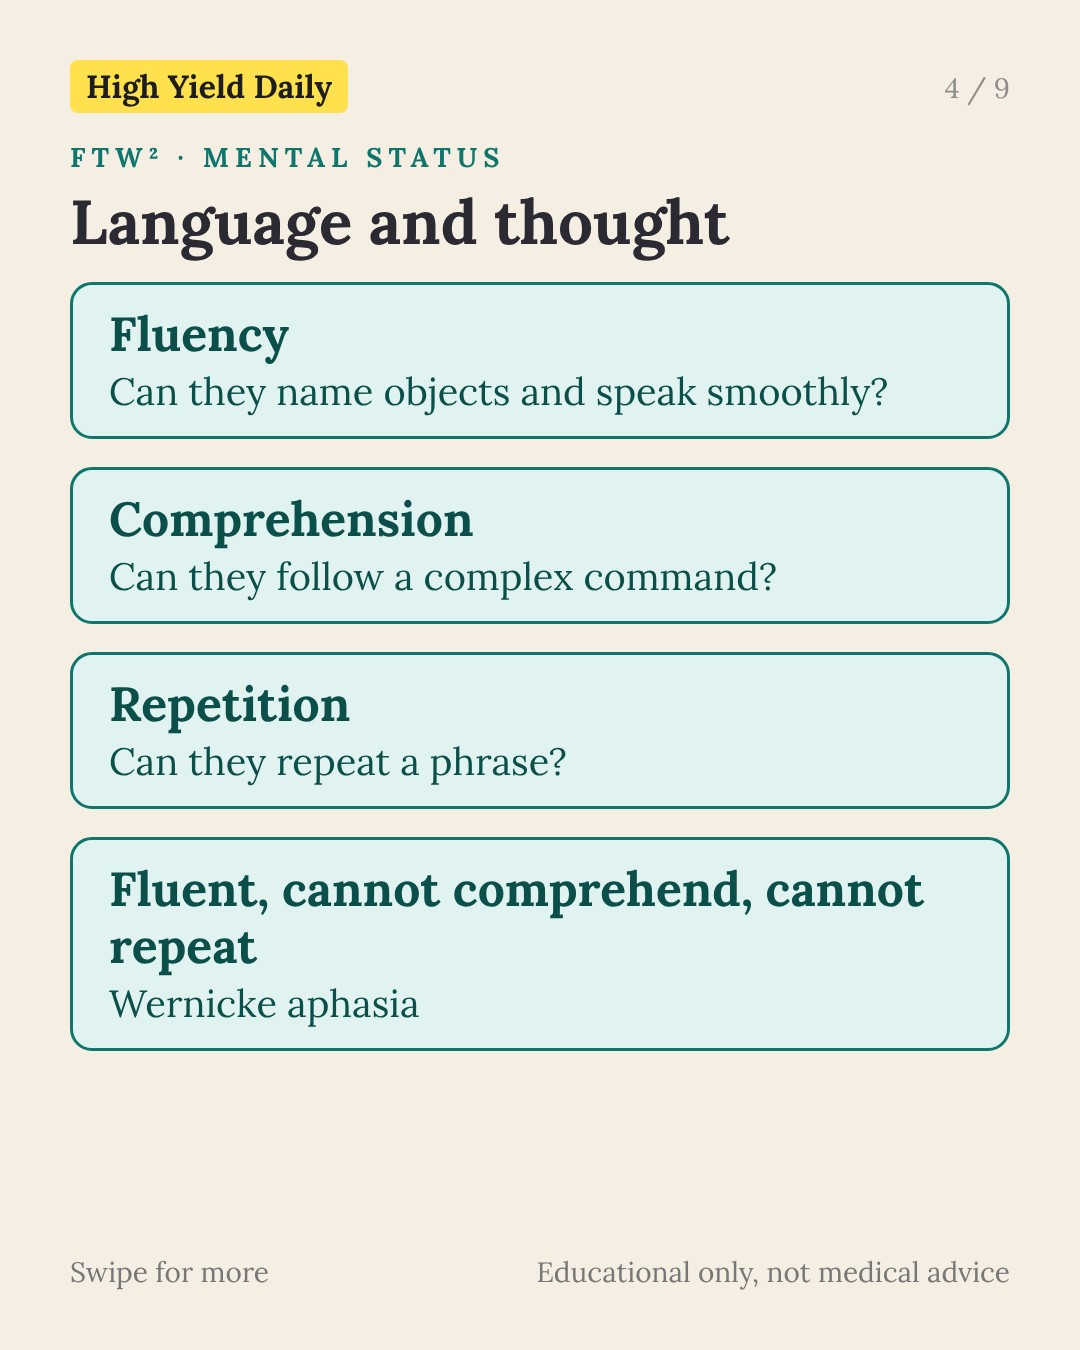 High Yield Daily
4 / 9
FTW² · MENTAL STATUS
Language and thought
Fluency
Can they name objects and speak smoothly?
Comprehension
Can they follow a complex command?
Repetition
Can they repeat a phrase?
Fluent, cannot comprehend, cannot
repeat
Wernicke aphasia
Swipe for more
Educational only, not medical advice